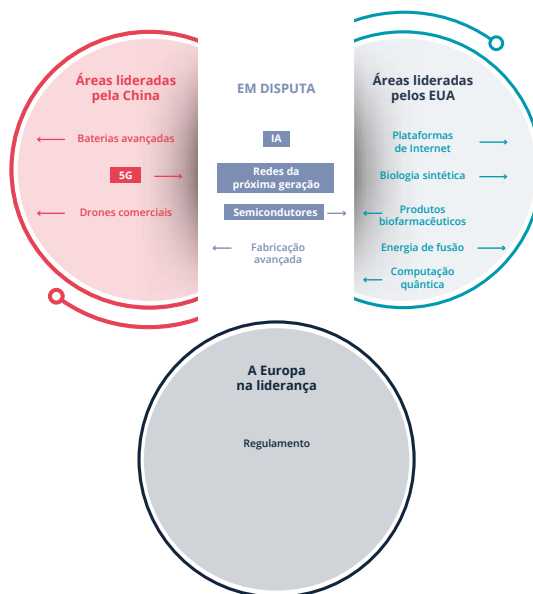 Áreas lideradas
pela China
Baterias avançadas
5G
Drones comerciais
EM DISPUTA
IA
Redes da
próxima geração
Semicondutores
Fabricação
avançada
Áreas lideradas
pelos EUA
Plataformas
de Internet
Biologia sintética
Produtos
biofarmacêuticos
Energia de fusão
Computação
quântica
A Europa
na liderança
Regulamento